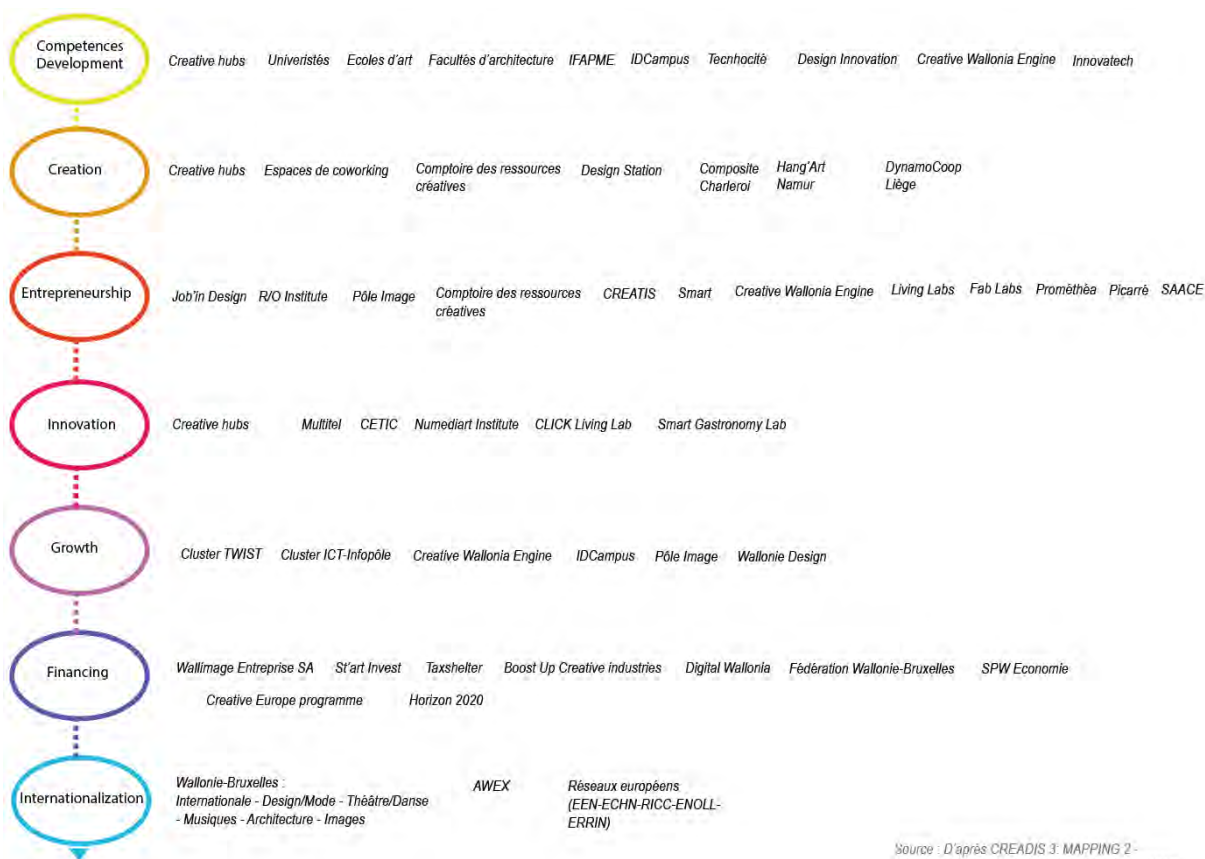 Competences
Development
Creative hubs Univeristés Ecoles d'art Facultés d'architecture IFAPME IDCampus Tecnhocité Design Innovation Creative Wallonia Engine Innovatech
Creation
Creative hubs Espaces de coworking Comptoire des ressources créatives Design Station Composite Charleroi Hang'Art Namur DynamoCoop Liège
Entrepreneurship
Job'in Design R/O Institute Pôle Image Comptoire des ressources créatives CREATIS Smart Creative Wallonia Engine Living Labs Fab Labs Promèthèa Picarrè SAACE
Innovation
Creative hubs Multitel CETIC Numediart Institute CLICK Living Lab Smart Gastronomy Lab
Growth
Cluster TWIST Cluster ICT-Infopôle Creative Wallonia Engine IDCampus Pôle Image Wallonie Design
Financing
Wallimage Entreprise SA St'art Invest Taxshelter Boost Up Creative industries Digital Wallonia Fédération Wallonie-Bruxelles SPW Economie
Creative Europe programme Horizon 2020
Internationalization
Wallonie-Bruxelles :
Internationale - Design/Mode - Théâtre/Danse
- Musiques - Architecture - Images
AWEX
Réseaux européens
(EEN-ECHN-RICC-ENOLL-
ERRIN)
Source : D'après CREADIS 3: MAPPING 2 -